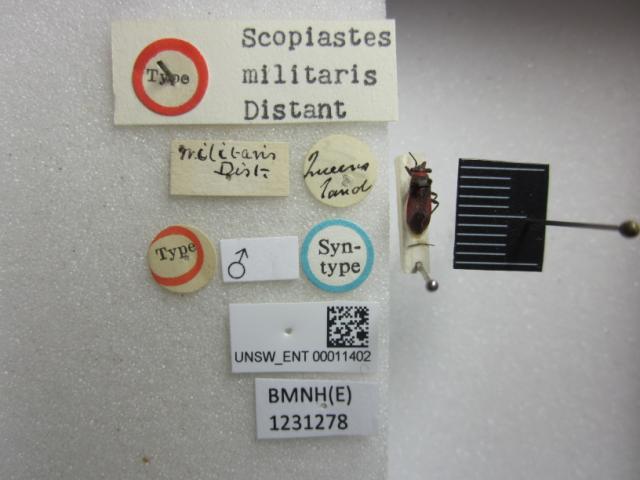 Type
Scopiastes
militaris
Distant
militaris
Dist.
Queens
land
Type
♂
Syn-
type
UNSW_ENT 00011402
BMNH(E)
1231278